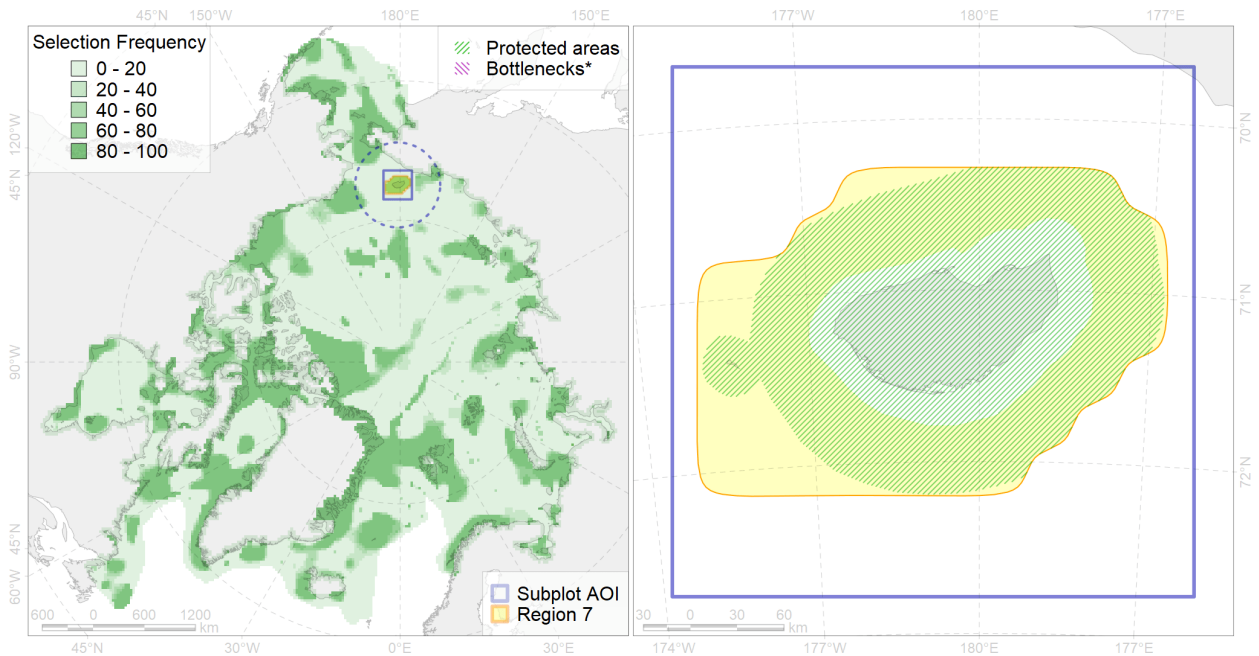 45°N 150°W 180°E 150°E 177°W 180°E 177°E
Selection Frequency
0 - 20
20 - 40
40 - 60
60 - 80
80 - 100
Protected areas
Bottlenecks*
120°W
45°N
90°W
45°N
60°W
70°N
71°N
72°N
Subplot AOI
Region 7
600 0 600 1200
km
30 0 30 60
km
45°N 30°W 0°E 30°E 174°W 177°W 180°E 177°E